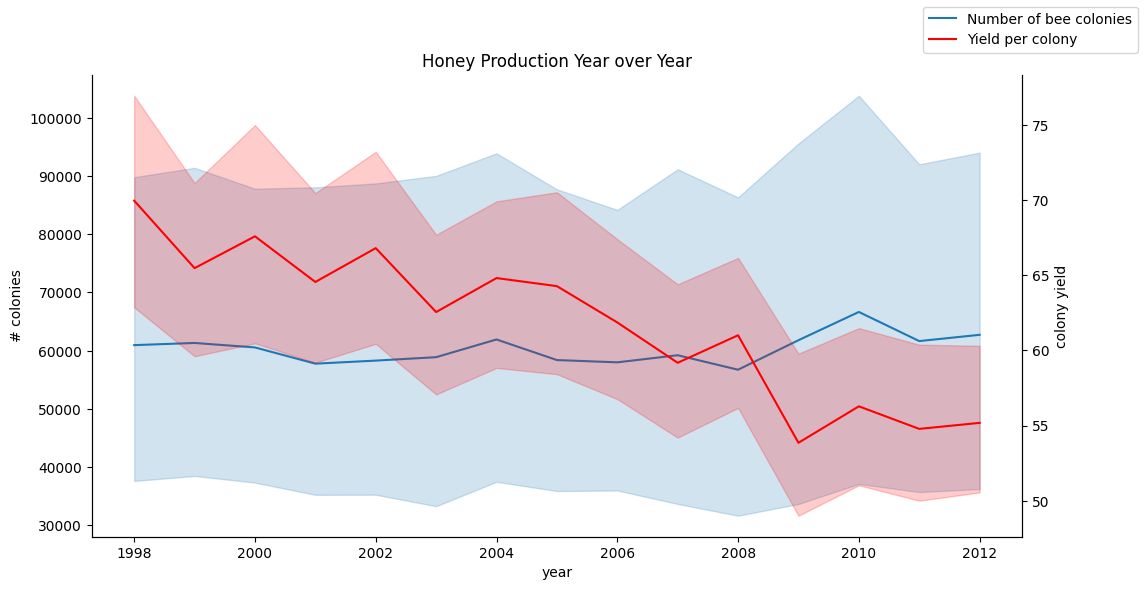 Number of bee colonies
Yield per colony
Honey Production Year over Year
# colonies
100000
90000
80000
70000
60000
50000
40000
30000
75
70
65
60
55
50
colony yield
1998 2000 2002 2004 2006 2008 2010 2012
year